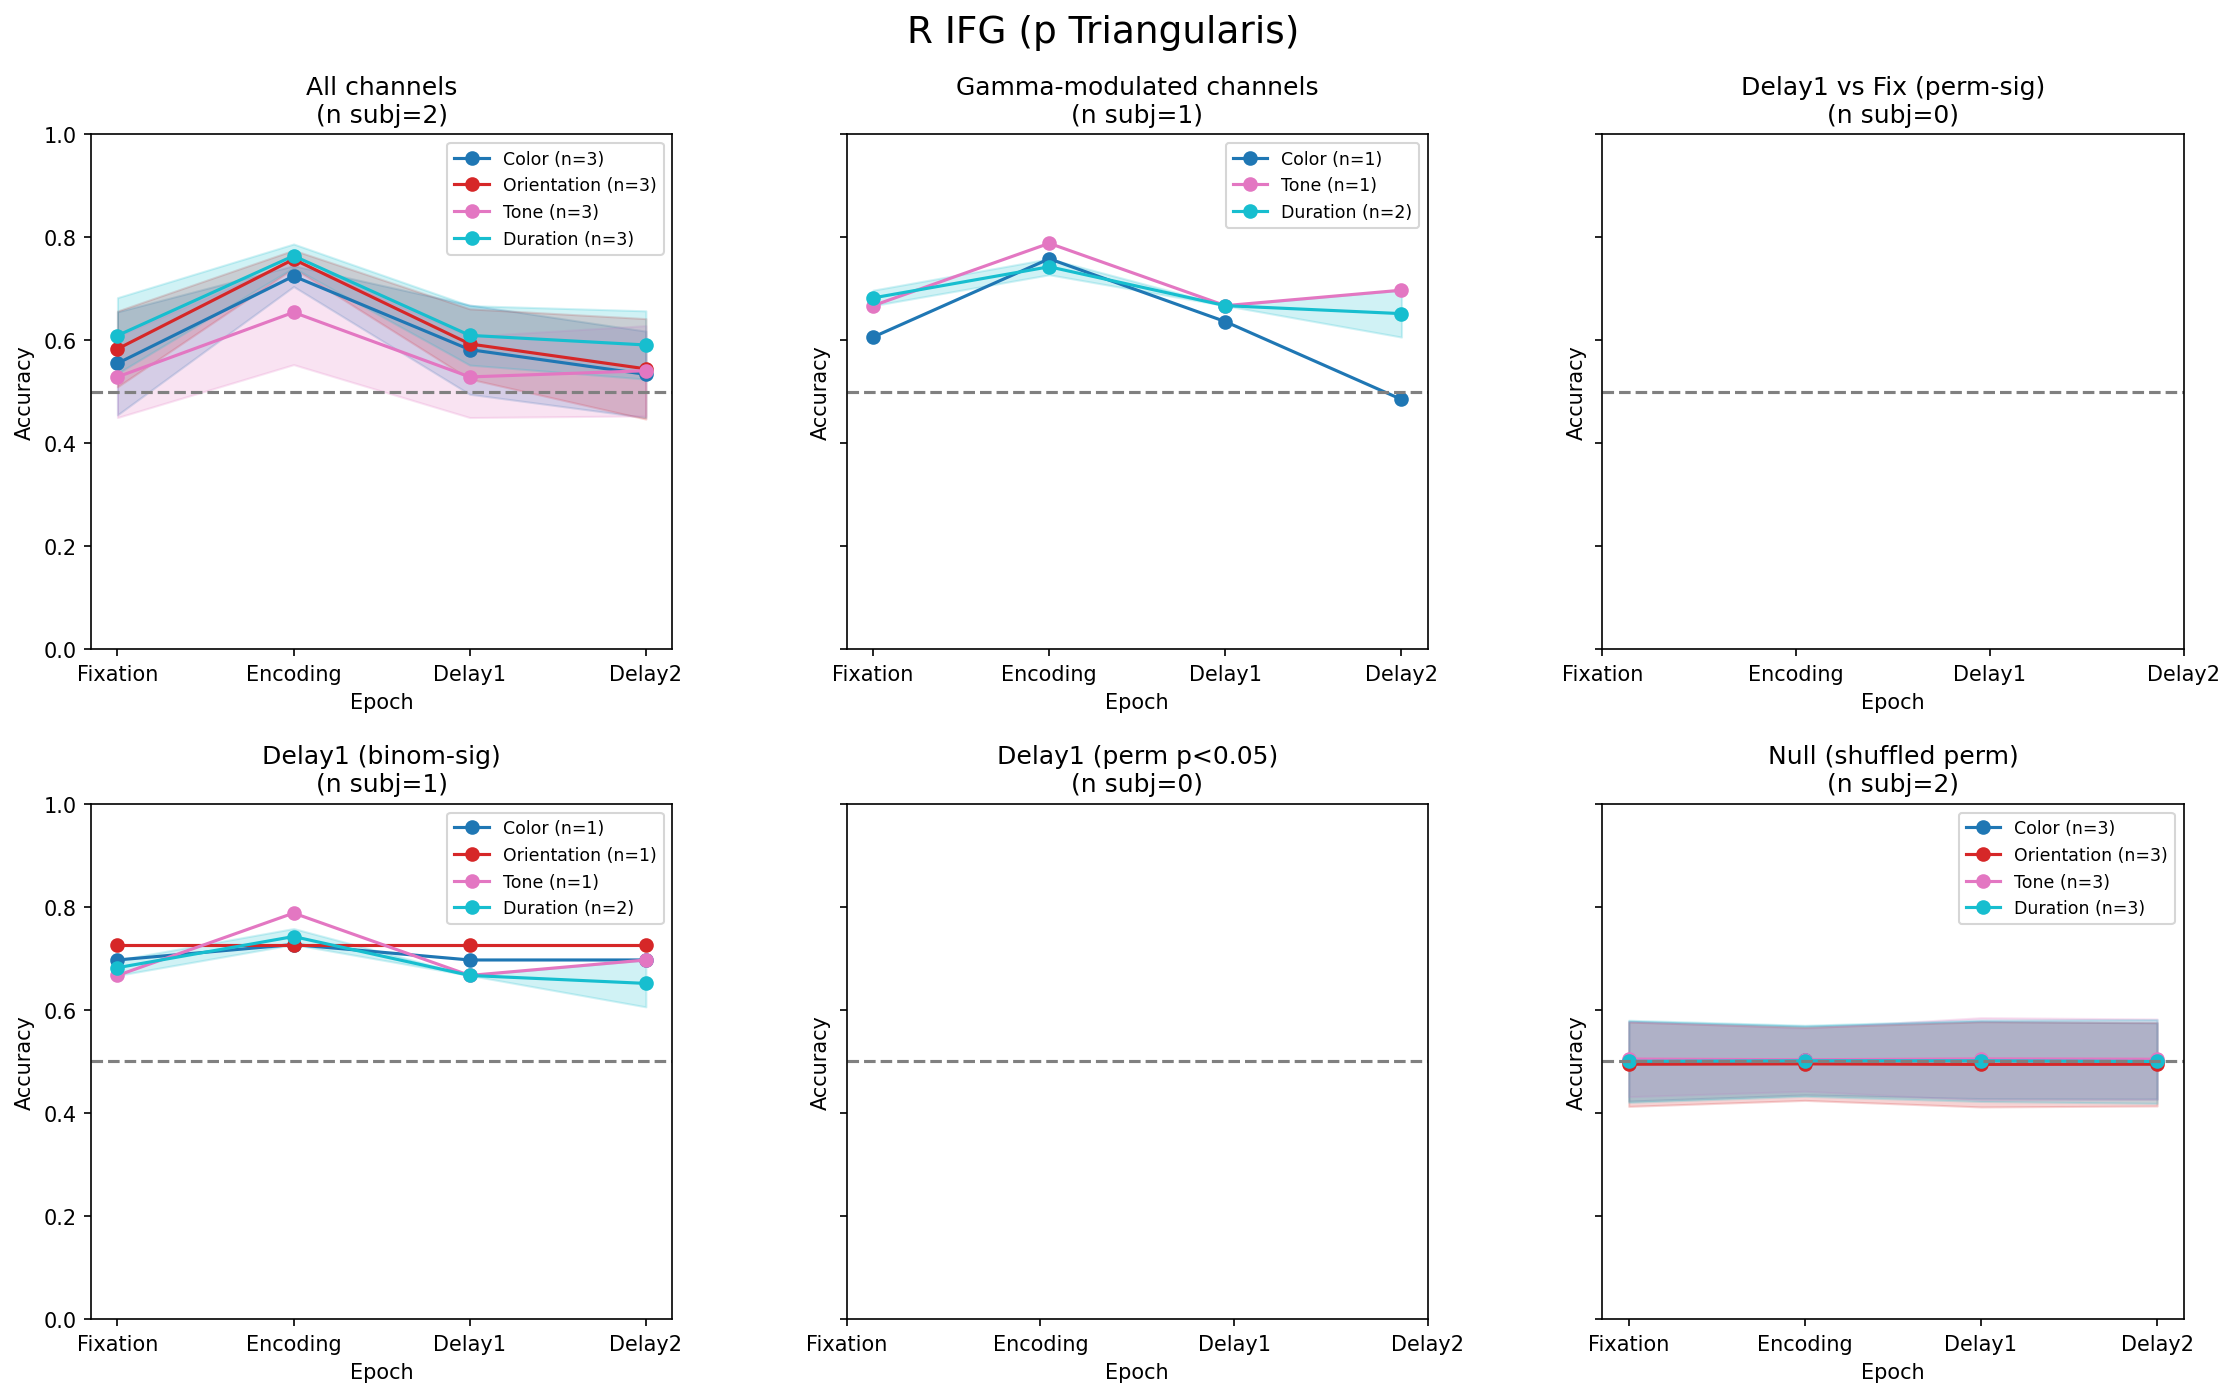 R IFG (p Triangularis)
All channels
(n subj=2)
1.0
0.8
0.6
0.4
0.2
0.0
Accuracy
Color (n=3)
Orientation (n=3)
Tone (n=3)
Duration (n=3)
Fixation Encoding Delay1 Delay2
Epoch
Gamma-modulated channels
(n subj=1)
Accuracy
Color (n=1)
Tone (n=1)
Duration (n=2)
Fixation Encoding Delay1 Delay2
Epoch
Delay1 vs Fix (perm-sig)
(n subj=0)
Accuracy
Fixation Encoding Delay1 Delay2
Epoch
Delay1 (binom-sig)
(n subj=1)
1.0
0.8
0.6
0.4
0.2
0.0
Accuracy
Color (n=1)
Orientation (n=1)
Tone (n=1)
Duration (n=2)
Fixation Encoding Delay1 Delay2
Epoch
Delay1 (perm p<0.05)
(n subj=0)
Accuracy
Fixation Encoding Delay1 Delay2
Epoch
Null (shuffled perm)
(n subj=2)
Accuracy
Color (n=3)
Orientation (n=3)
Tone (n=3)
Duration (n=3)
Fixation Encoding Delay1 Delay2
Epoch